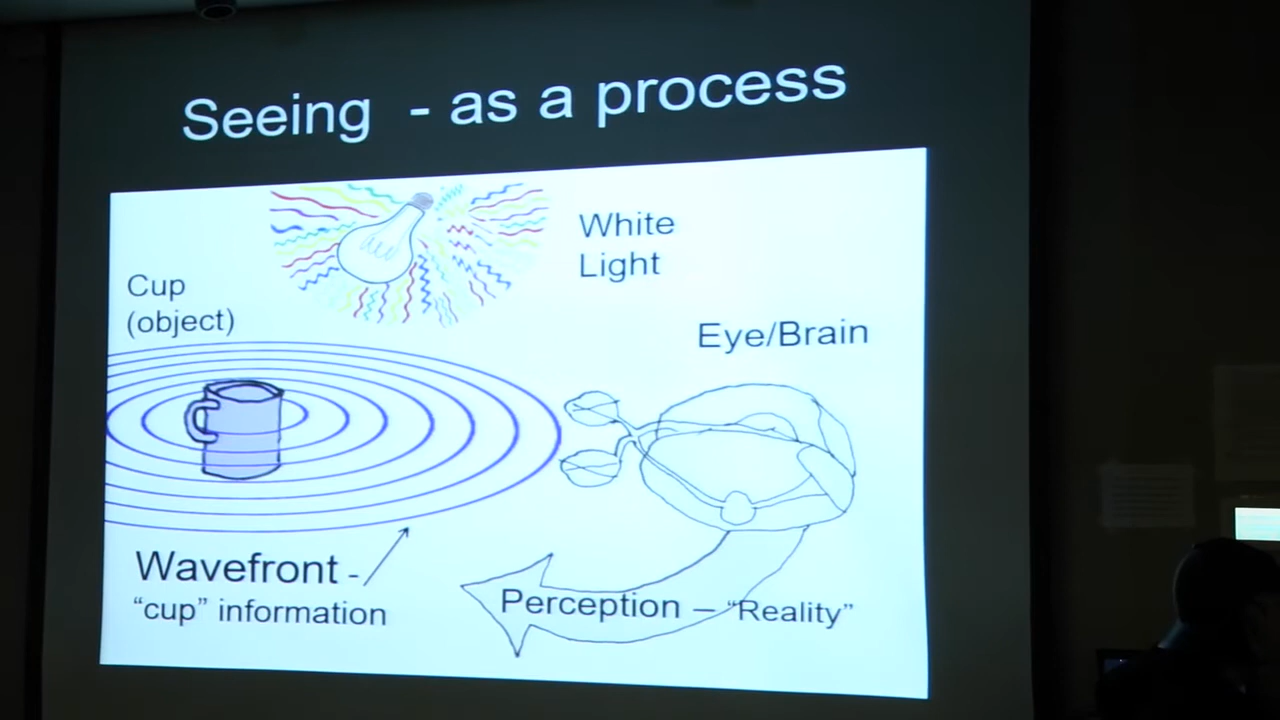 Seeing - as a process
White
Light
Cup
(object)
Eye/Brain
Wavefront -
“cup” information
Perception – “Reality”